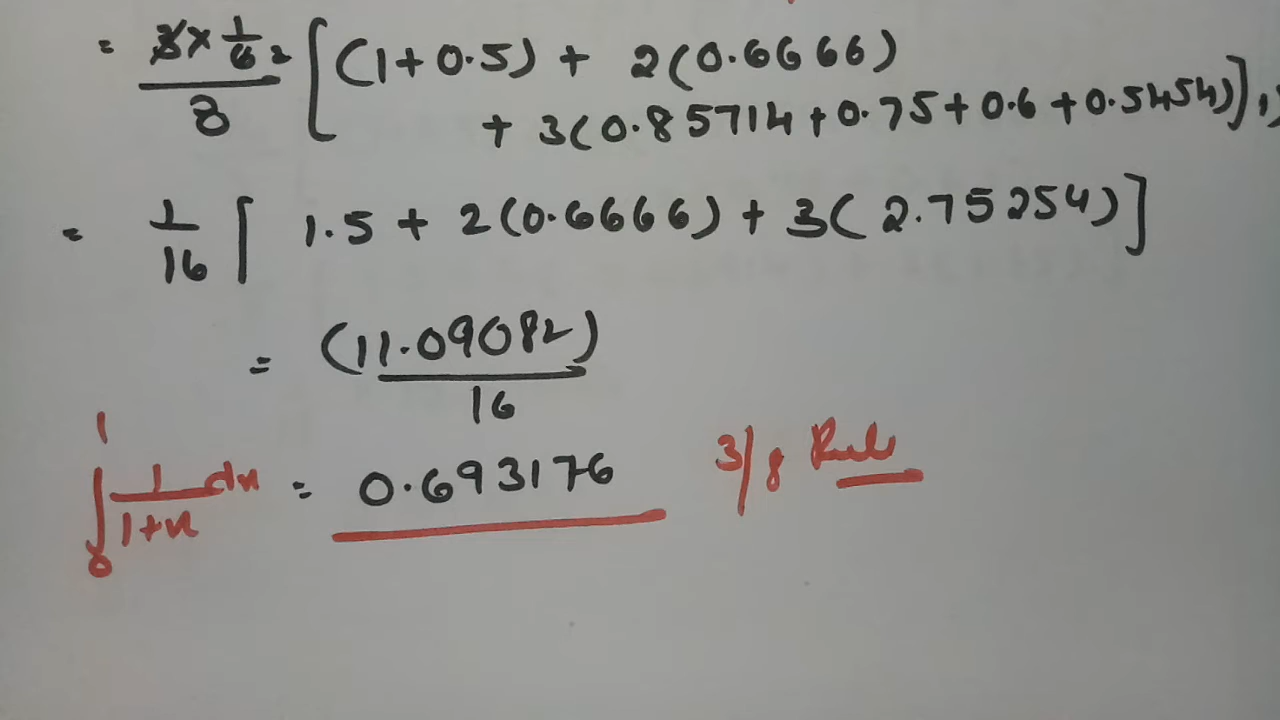 = 3×1/6 2 / 8 [(1+0.5) + 2(0.6666)
+ 3(0.85714+0.75+0.6+0.5454)],
= 1/16 [ 1.5 + 2(0.6666) + 3(2.75254)]
= (11.09082)/16
∫₀¹ 1/(1+x) dx = 0.693176 3/8 Rule